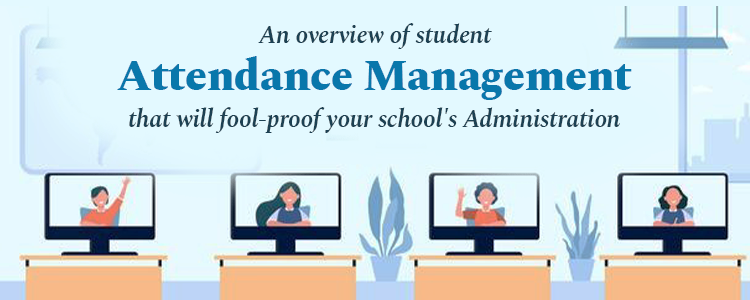 An overview of student
Attendance Management
that will fool-proof your school's Administration